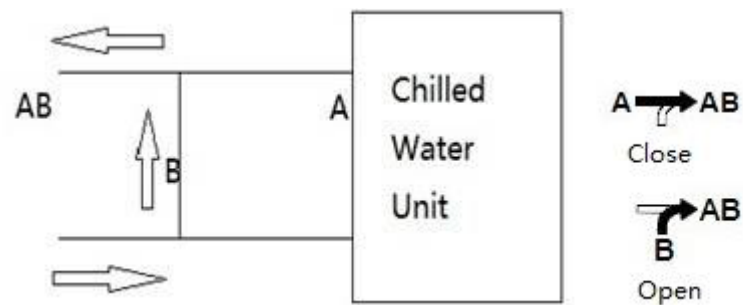 AB
A
B
Chilled
Water
Unit
A AB
Close
AB
B
Open